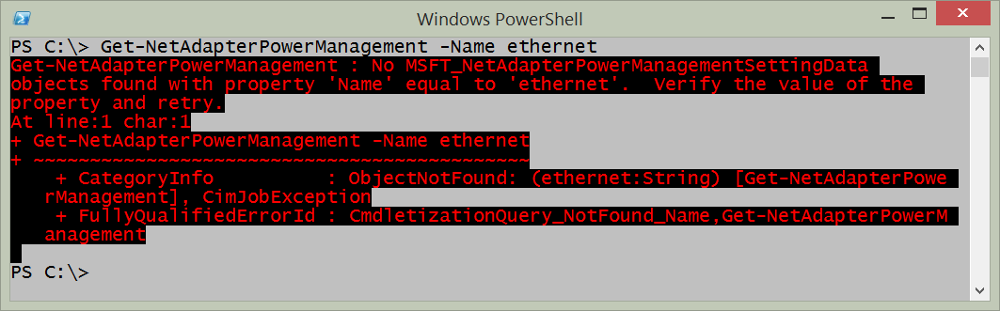 Windows PowerShell
PS C:\> Get-NetAdapterPowerManagement -Name ethernet
Get-NetAdapterPowerManagement : No MSFT_NetAdapterPowerManagementSettingData
objects found with property 'Name' equal to 'ethernet'.  Verify the value of the
property and retry.
At line:1 char:1
+ Get-NetAdapterPowerManagement -Name ethernet
+ ~~~~~~~~~~~~~~~~~~~~~~~~~~~~~~~~~~~~~~~~~~~~
    + CategoryInfo          : ObjectNotFound: (ethernet:String) [Get-NetAdapterPowe
   rManagement], CimJobException
    + FullyQualifiedErrorId : CmdletizationQuery_NotFound_Name,Get-NetAdapterPowerM
   anagement
PS C:\>